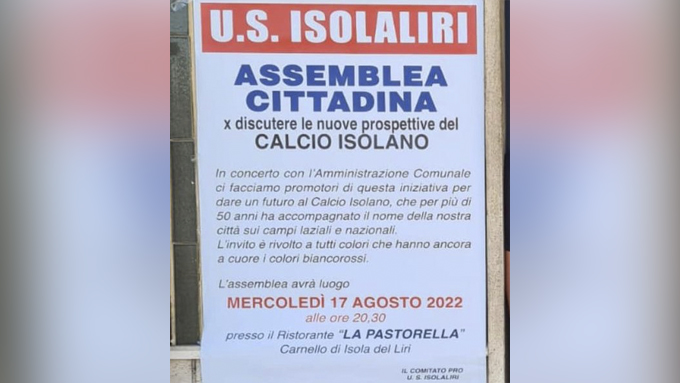 U.S. ISOLALIRI
ASSEMBLEA
CITTADINA
x discutere le nuove prospettive del
CALCIO ISOLANO
In concerto con l'Amministrazione Comunale
ci facciamo promotori di questa iniziativa per
dare un futuro al Calcio Isolano, che per più di
50 anni ha accompagnato il nome della nostra
città sui campi laziali e nazionali.
L'invito è rivolto a tutti colori che hanno ancora
a cuore i colori biancorossi.
L'assemblea avrà luogo
MERCOLEDÌ 17 AGOSTO 2022
alle ore 20,30
presso il Ristorante "LA PASTORELLA"
Carnello di Isola del Liri
IL COMITATO PRO
U. S. ISOLALIRI